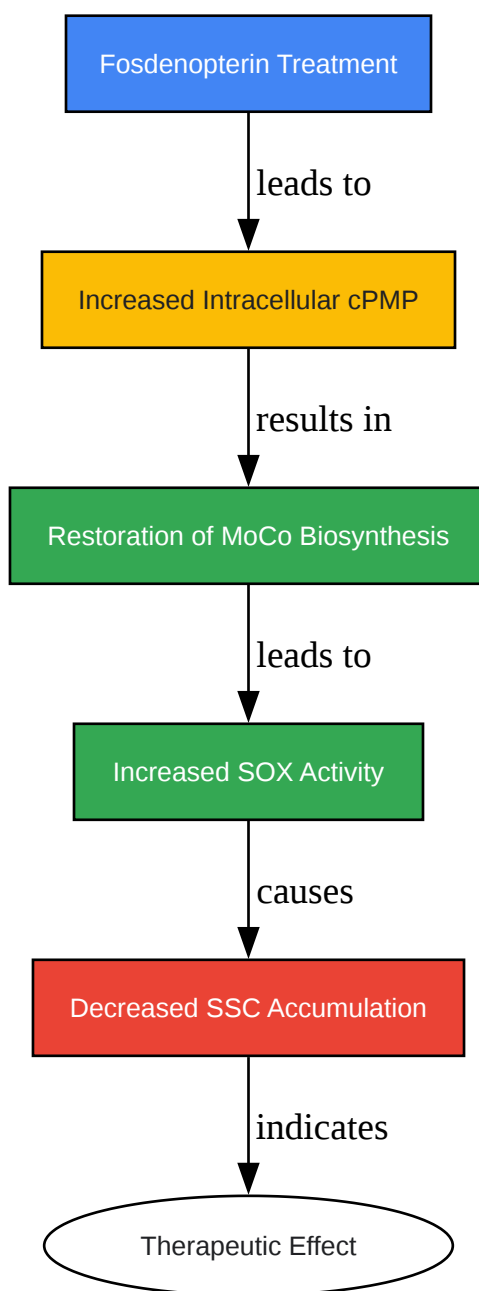 Fosdenopterin Treatment
leads to
Increased Intracellular cPMP
results in
Restoration of MoCo Biosynthesis
leads to
Increased SOX Activity
causes
Decreased SSC Accumulation
indicates
Therapeutic Effect